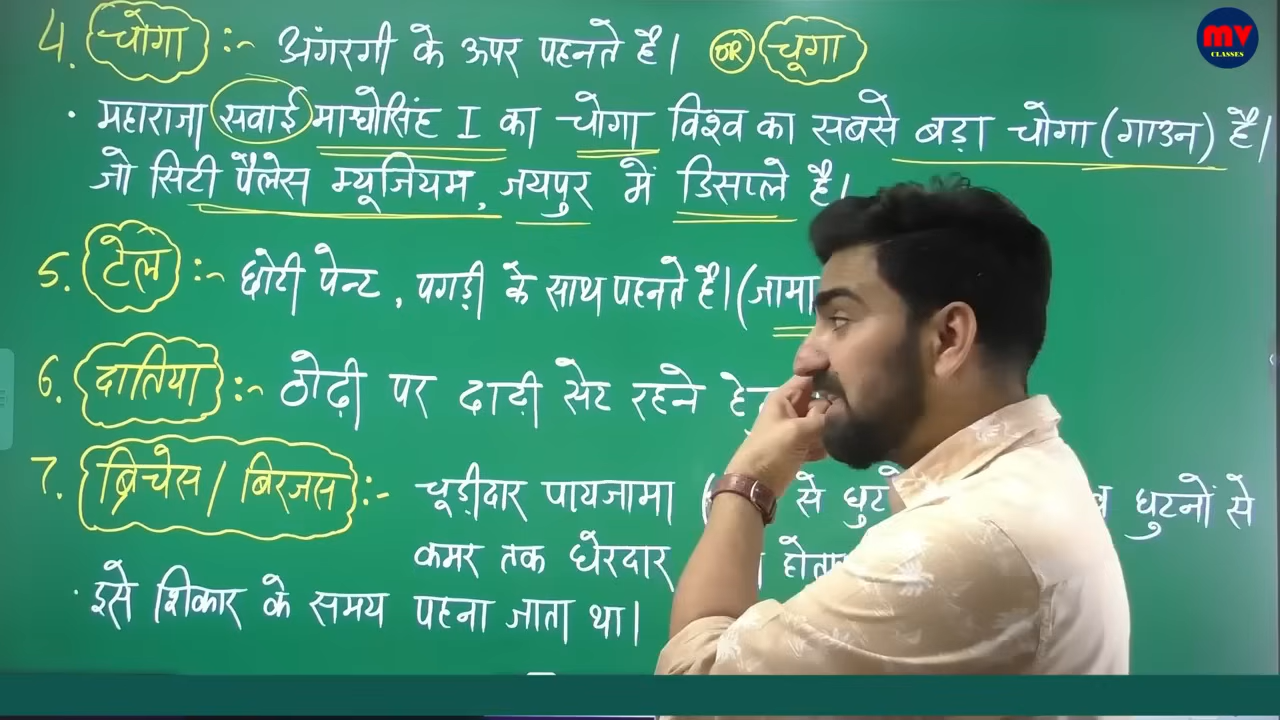 4. चोगा :- अंगरगी के ऊपर पहनते है। OR चूगा
mv
CLASSES
· महाराजा सवाई माधोसिंह I का चोगा विश्व का सबसे बड़ा चोगा (गाउन) है।
जो सिटी पैलेस म्यूजियम, जयपुर में डिसप्ले है।
5. टेल :- छोटी पेन्ट, पगड़ी के साथ पहनते है। (जामा
6. दातिया :- ठोढ़ी पर दाढ़ी सेट रहने
7. ब्रिचेस / बिरजस :- चूड़ीदार पायजामा ( से घुटनों से
कमर तक घेरदार
· इसे शिकार के समय पहना जाता था।